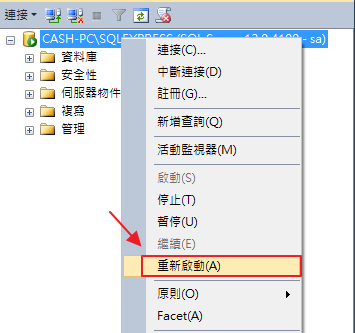 連接
CASH-PC\SQLEXPRESS (SQL S 12.0.4100 - sa)
資料庫
安全性
伺服器物件
複寫
管理
連接(C)...
中斷連接(D)
註冊(G)...
新增查詢(Q)
活動監視器(M)
啟動(S)
停止(T)
暫停(U)
繼續(E)
重新啟動(A)
原則(O)
Facet(A)